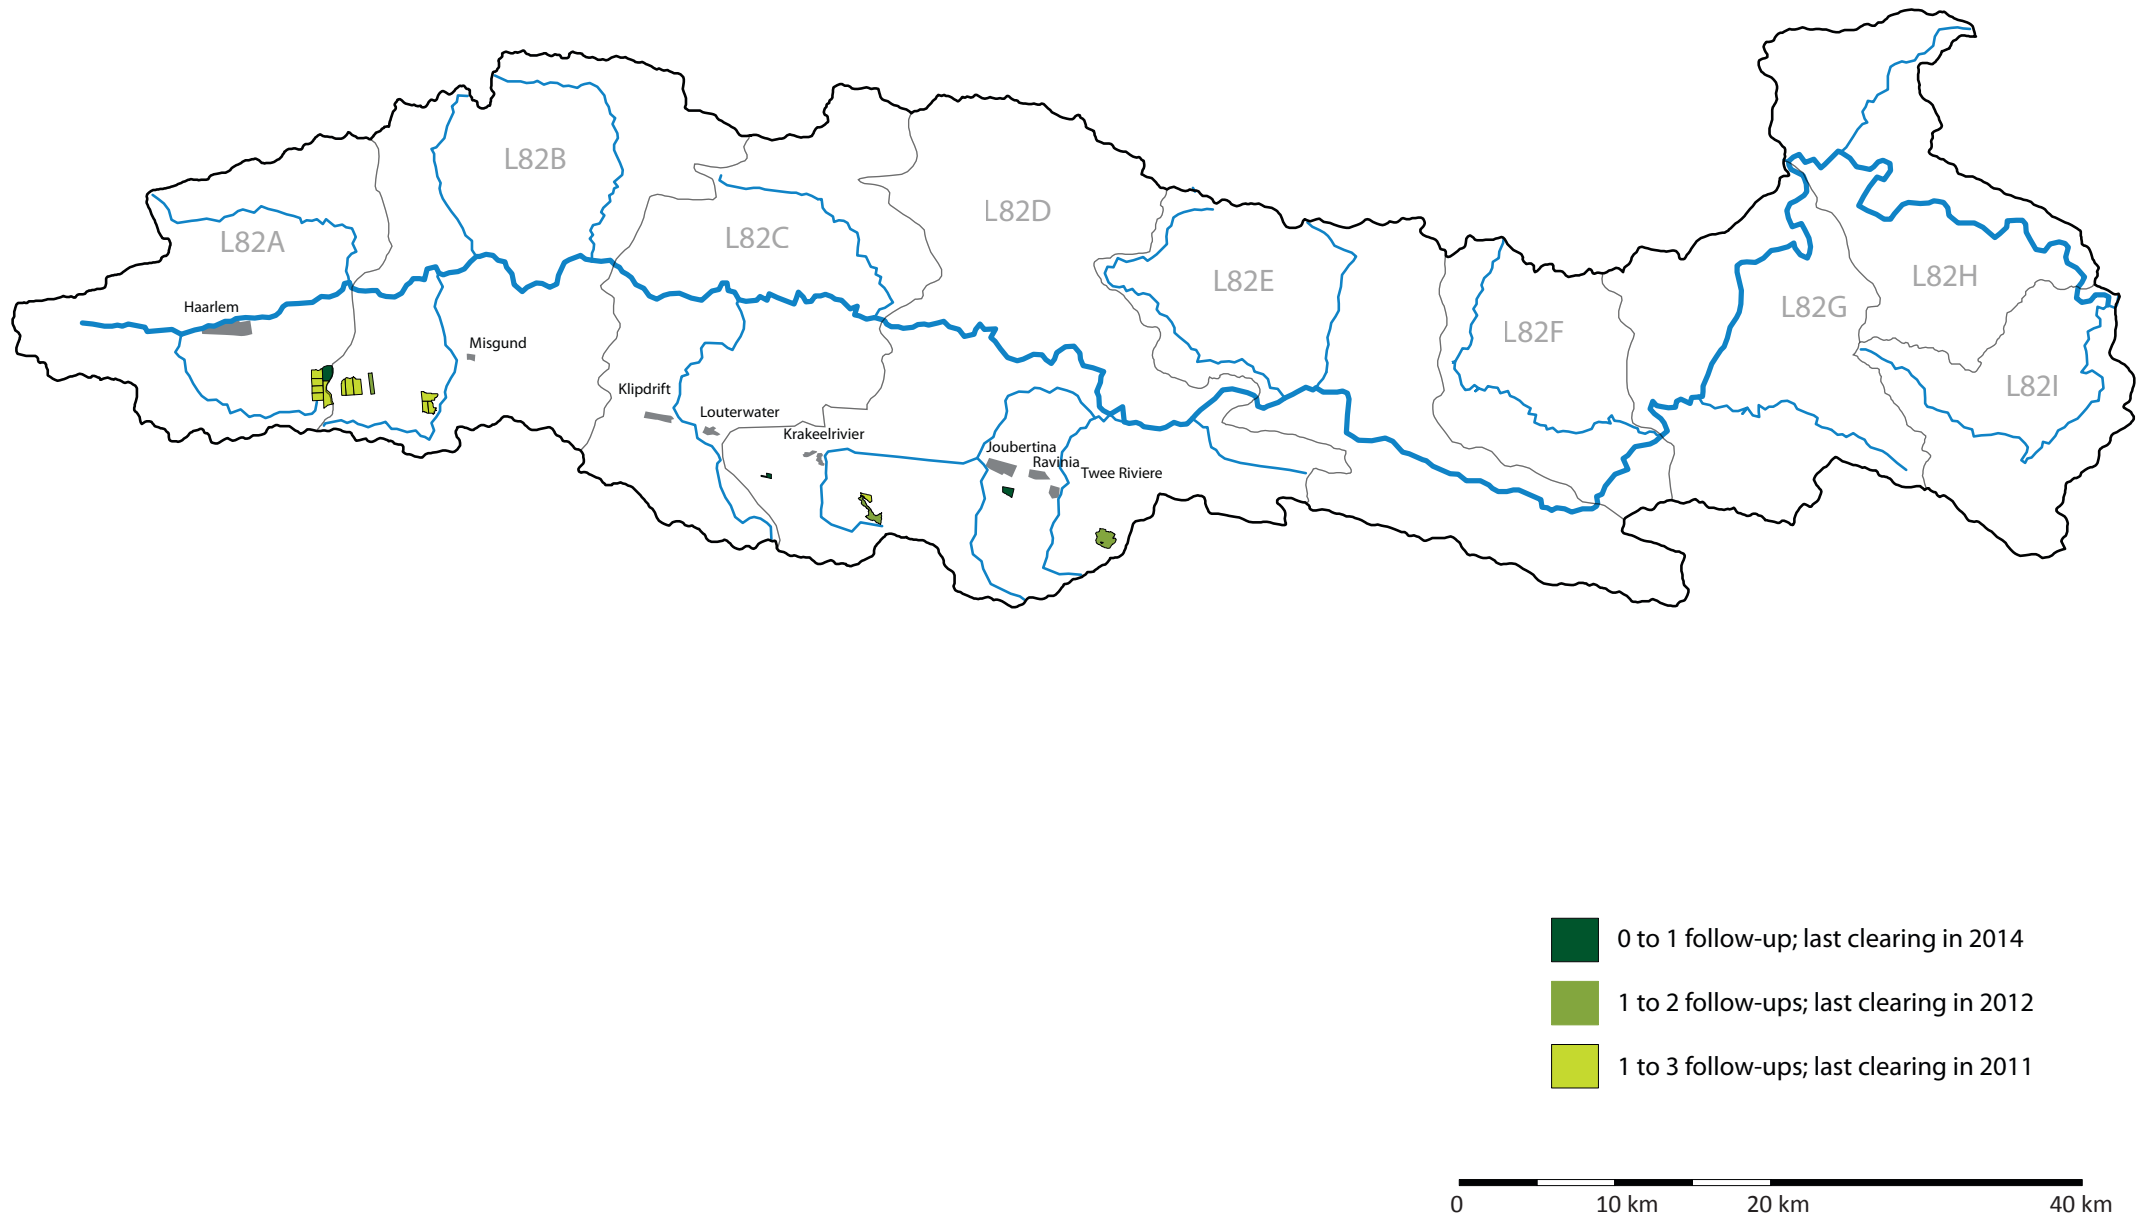 L82B
L82D
L82A
L82C
L82E
L82H
L82G
L82F
L82I
Haarlem
Misgund
Klipdrift
Louterwater
Krakeelrivier
Joubertina
Ravinia
Twee Riviere
0 to 1 follow-up; last clearing in 2014
1 to 2 follow-ups; last clearing in 2012
1 to 3 follow-ups; last clearing in 2011
0 10 km 20 km 40 km